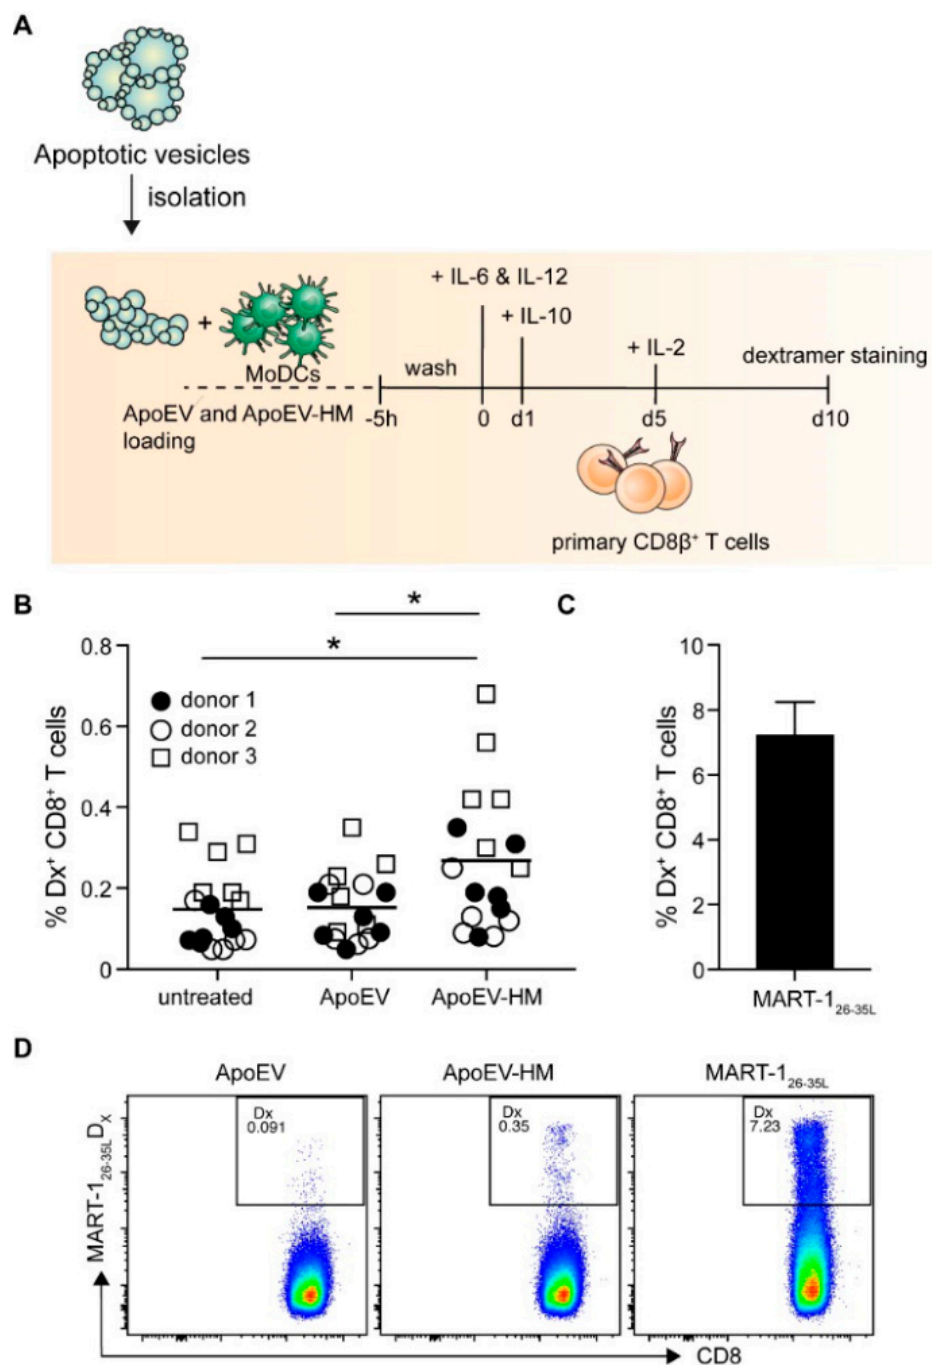 A
Apoptotic vesicles
isolation
+ IL-6 & IL-12
+
+ IL-10
+ IL-2
dextramer staining
wash
MoDCs
ApoEV and ApoEV-HM
loading
-5h
0
d1
d5
d10
primary CD8β⁺ T cells
B
*
*
% Dx⁺ CD8⁺ T cells
0.8
0.6
0.4
0.2
0
donor 1
donor 2
donor 3
untreated
ApoEV
ApoEV-HM
C
% Dx⁺ CD8⁺ T cells
10
8
6
4
2
0
MART-1₂₆₋₃₅L
D
ApoEV
ApoEV-HM
MART-1₂₆₋₃₅L
MART-1₂₆₋₃₅LDx
Dx
0.091
Dx
0.35
Dx
7.23
CD8